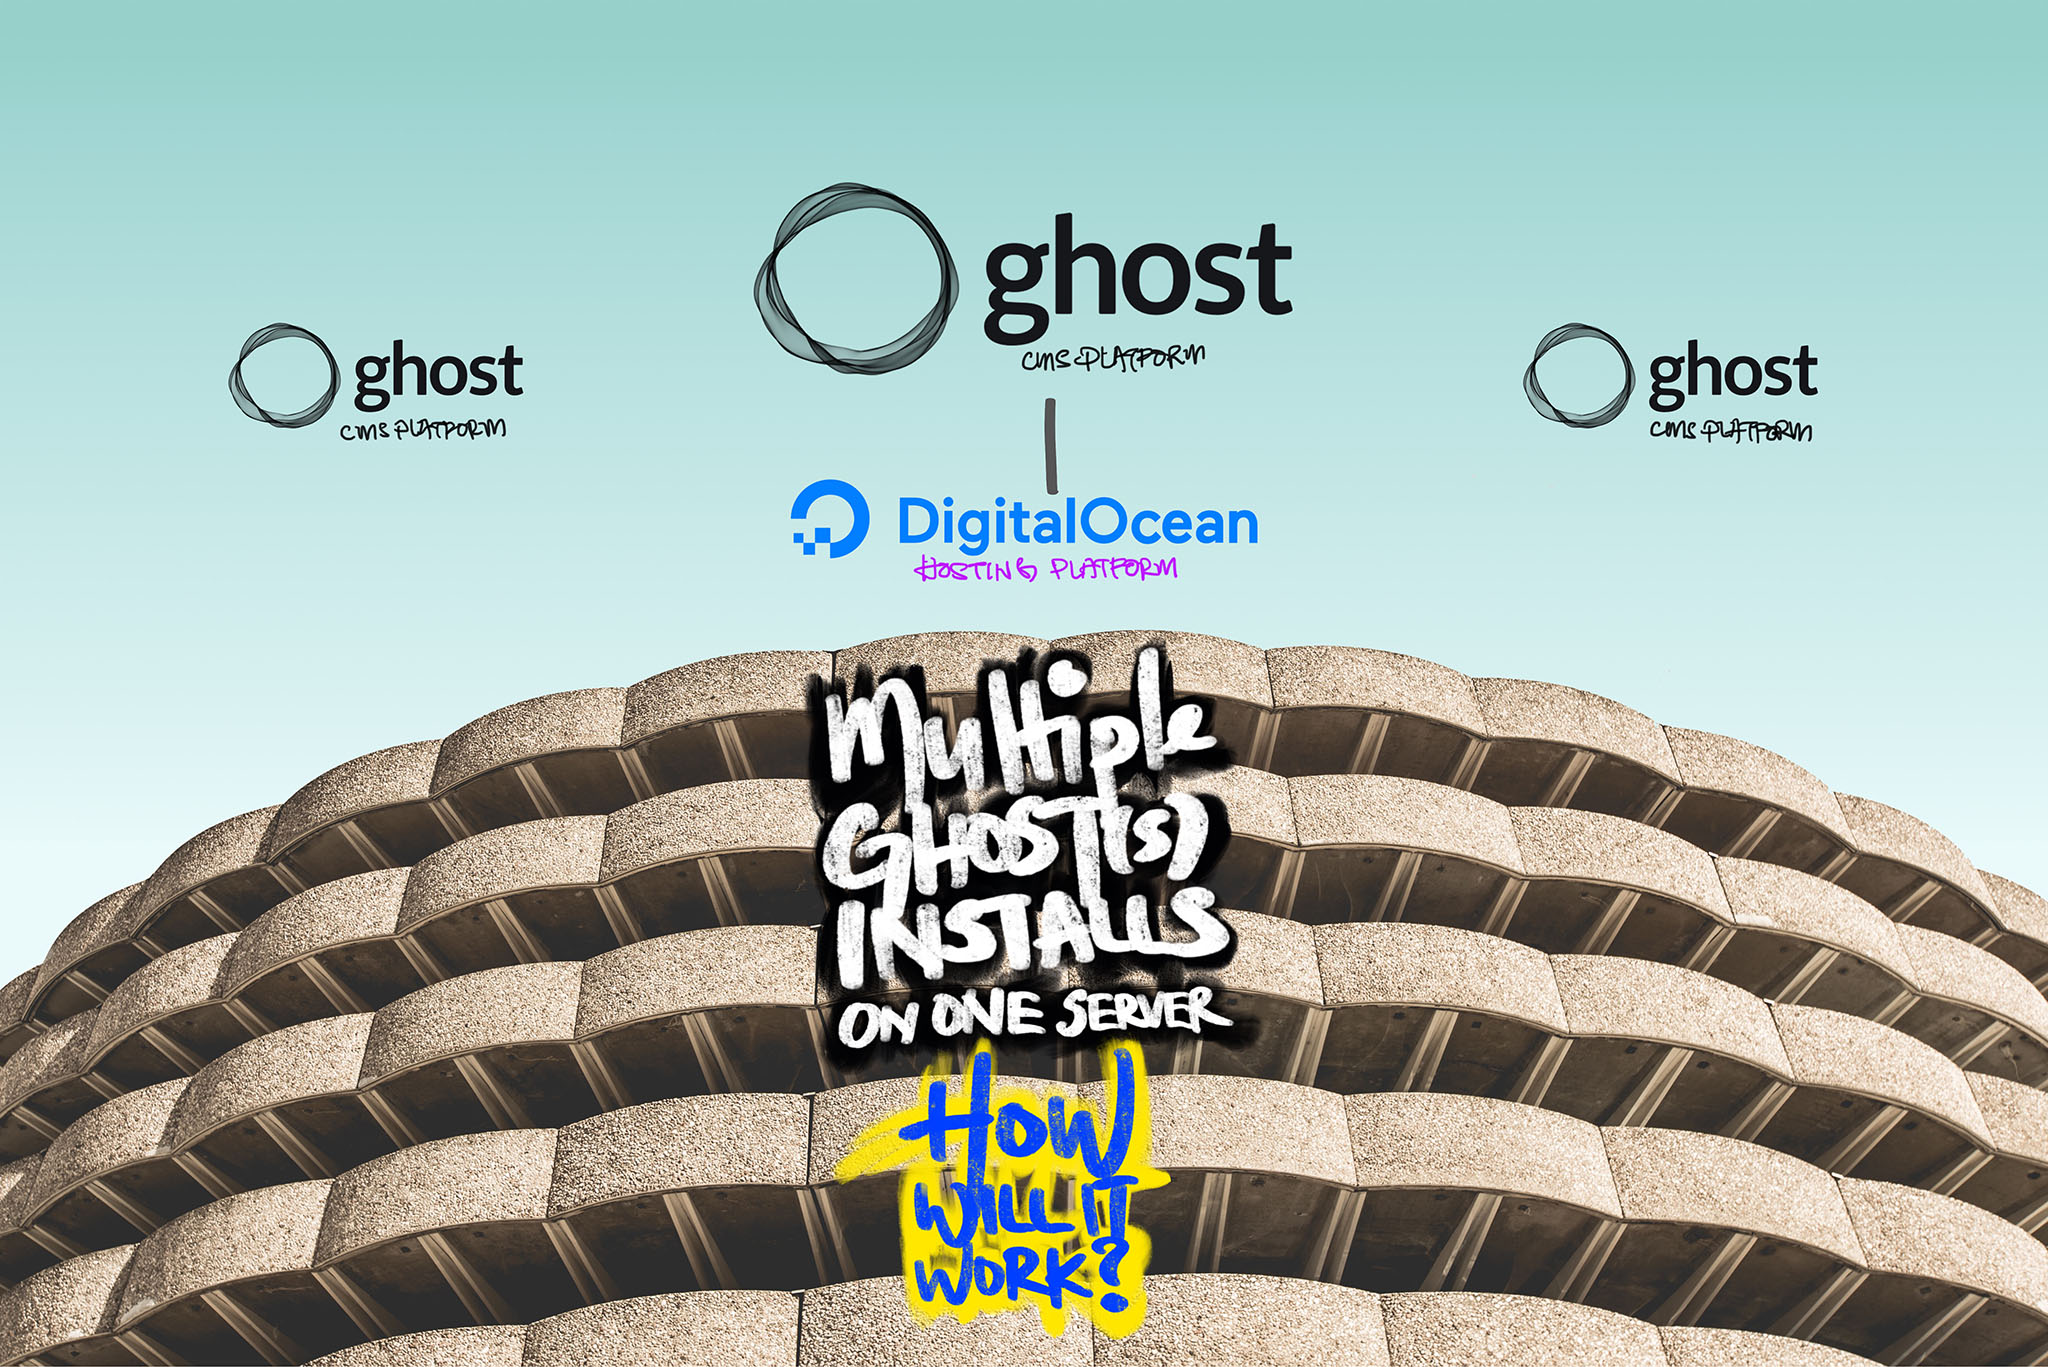 ghost
CMS PLATFORM
ghost
CMS PLATFORM
ghost
CMS PLATFORM
DigitalOcean
HOSTING PLATFORM
Multiple
GHOST(S)
INSTALLS
ON ONE SERVER
HOW
WILL IT
WORK?